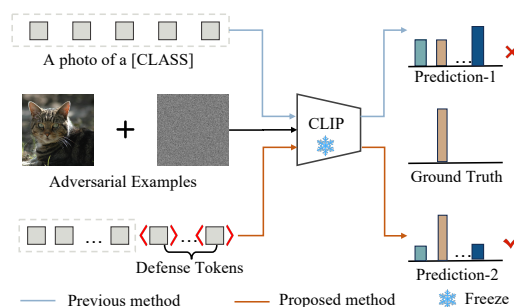 A photo of a [CLASS]
+
Adversarial Examples
CLIP
...
Prediction-1
Ground Truth
... ...
Defense Tokens
...
Prediction-2
Previous method
Proposed method
Freeze